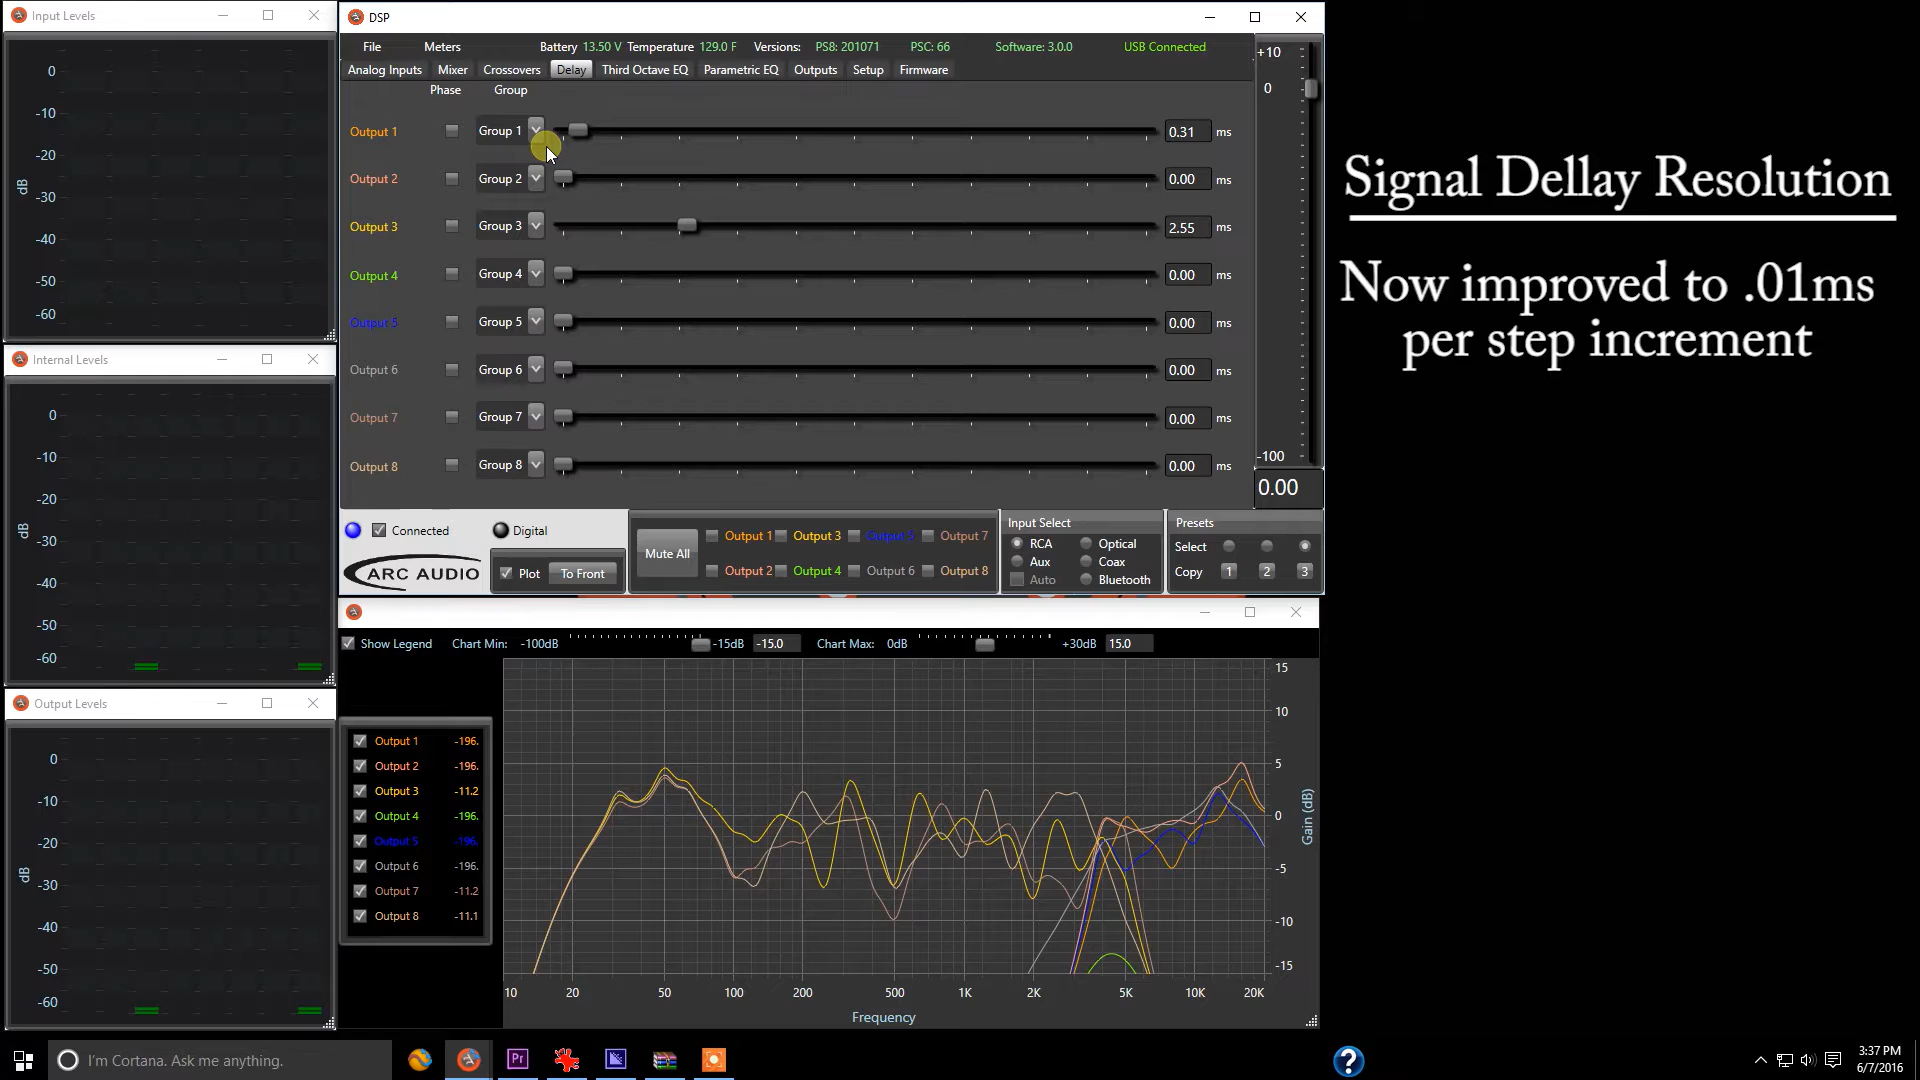 Input Levels
0
-10
-20
-30
-40
-50
-60
dB
Internal Levels
0
-10
-20
-30
-40
-50
-60
dB
Output Levels
0
-10
-20
-30
-40
-50
-60
dB
DSP
File Meters Battery 13.50 V Temperature 129.0 F Versions: PS8: 201071 PSC: 66 Software: 3.0.0 USB Connected
Analog Inputs Mixer Crossovers Delay Third Octave EQ Parametric EQ Outputs Setup Firmware
Phase Group
Output 1 Group 1 0.31 ms
Output 2 Group 2 0.00 ms
Output 3 Group 3 2.55 ms
Output 4 Group 4 0.00 ms
Output 5 Group 5 0.00 ms
Output 6 Group 6 0.00 ms
Output 7 Group 7 0.00 ms
Output 8 Group 8 0.00 ms
+10
0
-100
0.00
Connected Digital
ARC AUDIO
Plot To Front
Mute All
Output 1 Output 3 Output 5 Output 7
Output 2 Output 4 Output 6 Output 8
Input Select
RCA Optical
Aux Coax
Auto Bluetooth
Presets
Select
Copy 1 2 3
Show Legend Chart Min: -100dB -15dB -15.0 Chart Max: 0dB +30dB 15.0
Output 1 -196.
Output 2 -196.
Output 3 -11.2
Output 4 -196.
Output 5 -196.
Output 6 -196.
Output 7 -11.2
Output 8 -11.1
15
10
5
0
-5
-10
-15
Gain (dB)
10 20 50 100 200 500 1K 2K 5K 10K 20K
Frequency
Signal Dellay Resolution
Now improved to .01ms
per step increment
I'm Cortana. Ask me anything.
Pr
?
3:37 PM
6/7/2016